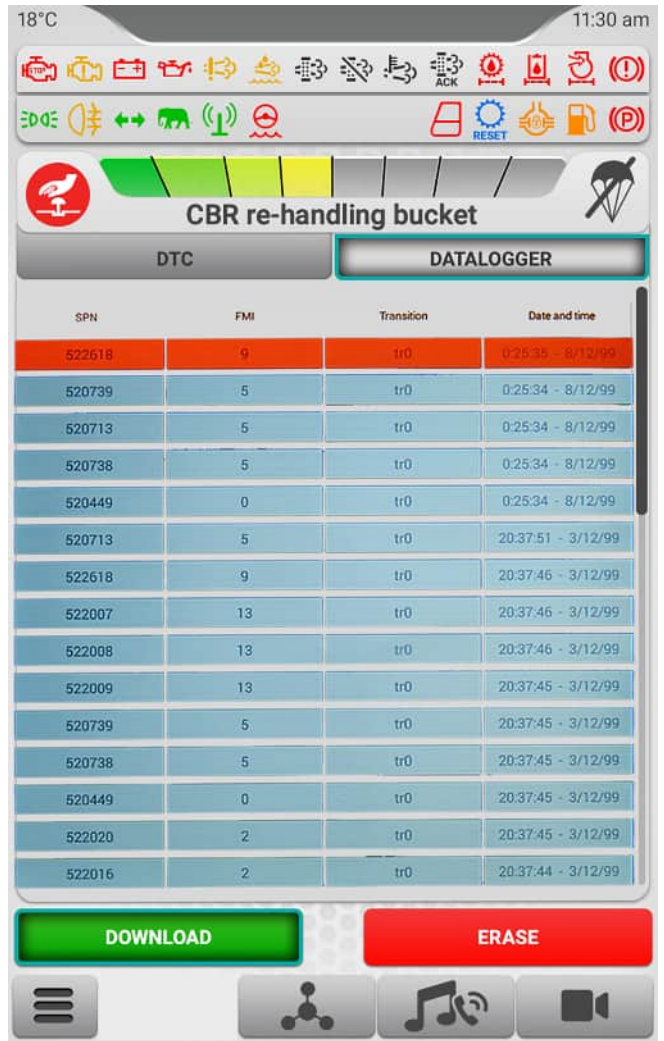 18°C 11:30 am
STOP
ACK
RESET
CBR re-handling bucket
DTC DATALOGGER
SPN FMI Transition Date and time
522618 9 tr0 0:25:35 - 8/12/99
520739 5 tr0 0:25:34 - 8/12/99
520713 5 tr0 0:25:34 - 8/12/99
520738 5 tr0 0:25:34 - 8/12/99
520449 0 tr0 0:25:34 - 8/12/99
520713 5 tr0 20:37:51 - 3/12/99
522618 9 tr0 20:37:46 - 3/12/99
522007 13 tr0 20:37:46 - 3/12/99
522008 13 tr0 20:37:46 - 3/12/99
522009 13 tr0 20:37:45 - 3/12/99
520739 5 tr0 20:37:45 - 3/12/99
520738 5 tr0 20:37:45 - 3/12/99
520449 0 tr0 20:37:45 - 3/12/99
522020 2 tr0 20:37:45 - 3/12/99
522016 2 tr0 20:37:44 - 3/12/99
DOWNLOAD ERASE